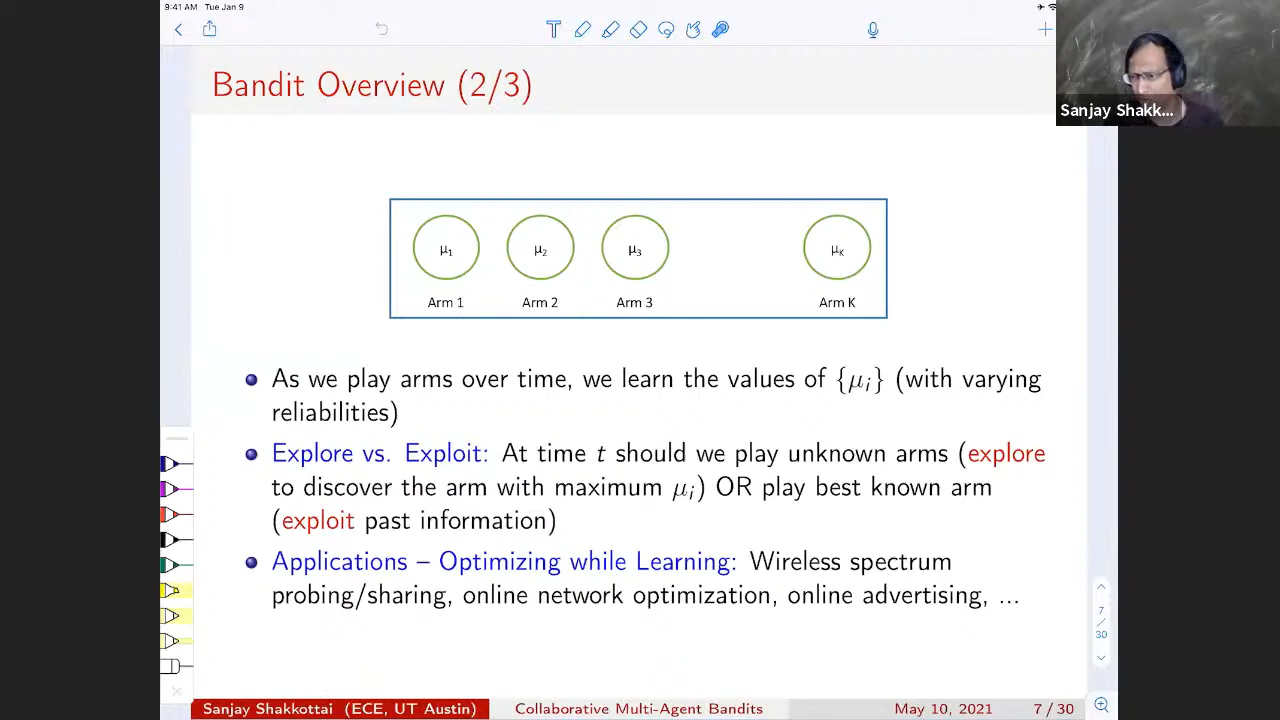 9:41 AM Tue Jan 9
Bandit Overview (2/3)
Sanjay Shakk...
μ1 μ2 μ3 μK
Arm 1 Arm 2 Arm 3 Arm K
As we play arms over time, we learn the values of {μi} (with varying
reliabilities)
Explore vs. Exploit: At time t should we play unknown arms (explore
to discover the arm with maximum μi) OR play best known arm
(exploit past information)
Applications – Optimizing while Learning: Wireless spectrum
probing/sharing, online network optimization, online advertising, ...
7
/
30
Sanjay Shakkottai (ECE, UT Austin) Collaborative Multi-Agent Bandits May 10, 2021 7 / 30